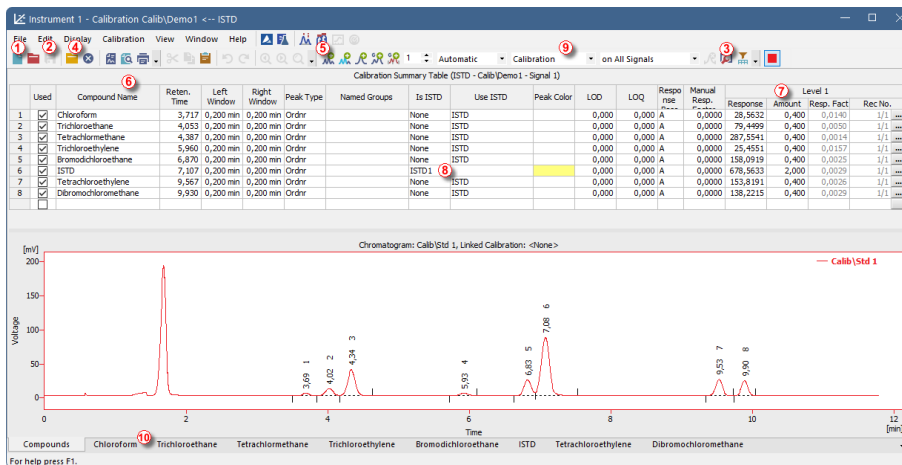 Instrument 1 - Calibration Calib\Demo1 <-- ISTD
File Edit Display Calibration View Window Help
1 2 4 5 9 3
1 Automatic Calibration on All Signals
Calibration Summary Table (ISTD - Calib\Demo1 - Signal 1)
6 7
Used Compound Name Reten. Time Left Window Right Window Peak Type Named Groups Is ISTD Use ISTD Peak Color LOD LOQ Respo nse Manual Resp. Level 1
Response Amount Resp. Fact Rec No.
1 Chloroform 3,717 0,200 min 0,200 min Ordnr None ISTD 0,000 0,000 A 0,0000 28,5632 0,400 0,0140 1/1 ...
2 Trichloroethane 4,053 0,200 min 0,200 min Ordnr None ISTD 0,000 0,000 A 0,0000 79,4499 0,400 0,0050 1/1 ...
3 Tetrachlormethane 4,387 0,200 min 0,200 min Ordnr None ISTD 0,000 0,000 A 0,0000 287,5541 0,400 0,0014 1/1 ...
4 Trichloroethylene 5,960 0,200 min 0,200 min Ordnr None ISTD 0,000 0,000 A 0,0000 25,4551 0,400 0,0157 1/1 ...
5 Bromodichloroethane 6,870 0,200 min 0,200 min Ordnr None ISTD 0,000 0,000 A 0,0000 158,0919 0,400 0,0025 1/1 ...
6 ISTD 7,107 0,200 min 0,200 min Ordnr ISTD1 8 0,000 0,000 A 0,0000 678,5633 2,000 0,0029 1/1 ...
7 Tetrachloroethylene 9,567 0,200 min 0,200 min Ordnr None ISTD 0,000 0,000 A 0,0000 153,8191 0,400 0,0026 1/1 ...
8 Dibromochloromethane 9,930 0,200 min 0,200 min Ordnr None ISTD 0,000 0,000 A 0,0000 138,2215 0,400 0,0029 1/1 ...
Chromatogram: Calib\Std 1, Linked Calibration: <None>
[mV]
Calib\Std 1
200
150
100
50
0
Voltage
3,69 1
4,02 2
4,34 3
5,93 4
6,83 5
7,08 6
9,53 7
9,90 8
0 2 4 6 8 10 12
Time [min]
10
Compounds Chloroform Trichloroethane Tetrachlormethane Trichloroethylene Bromodichloroethane ISTD Tetrachloroethylene Dibromochloromethane
For help press F1.